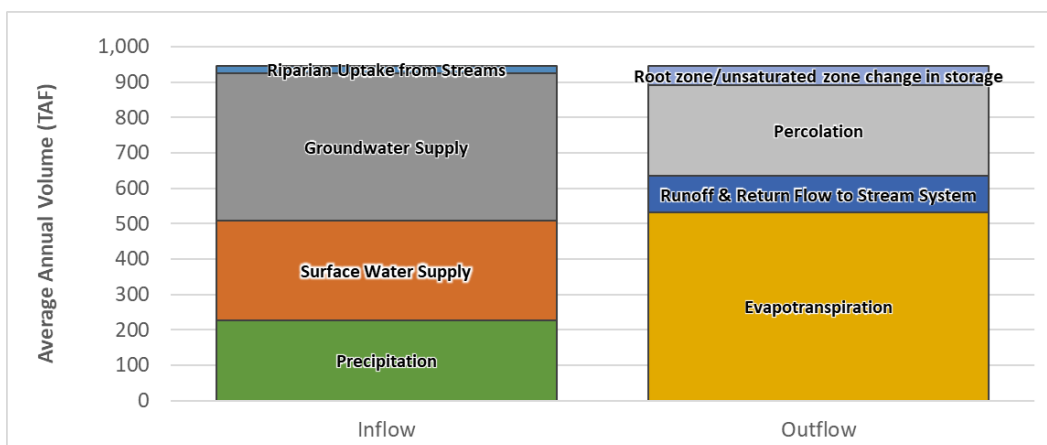 1,000
900
800
700
600
500
400
300
200
100
0
Average Annual Volume (TAF)
Riparian Uptake from Streams
Groundwater Supply
Surface Water Supply
Precipitation
Root zone/unsaturated zone change in storage
Percolation
Runoff & Return Flow to Stream System
Evapotranspiration
Inflow
Outflow